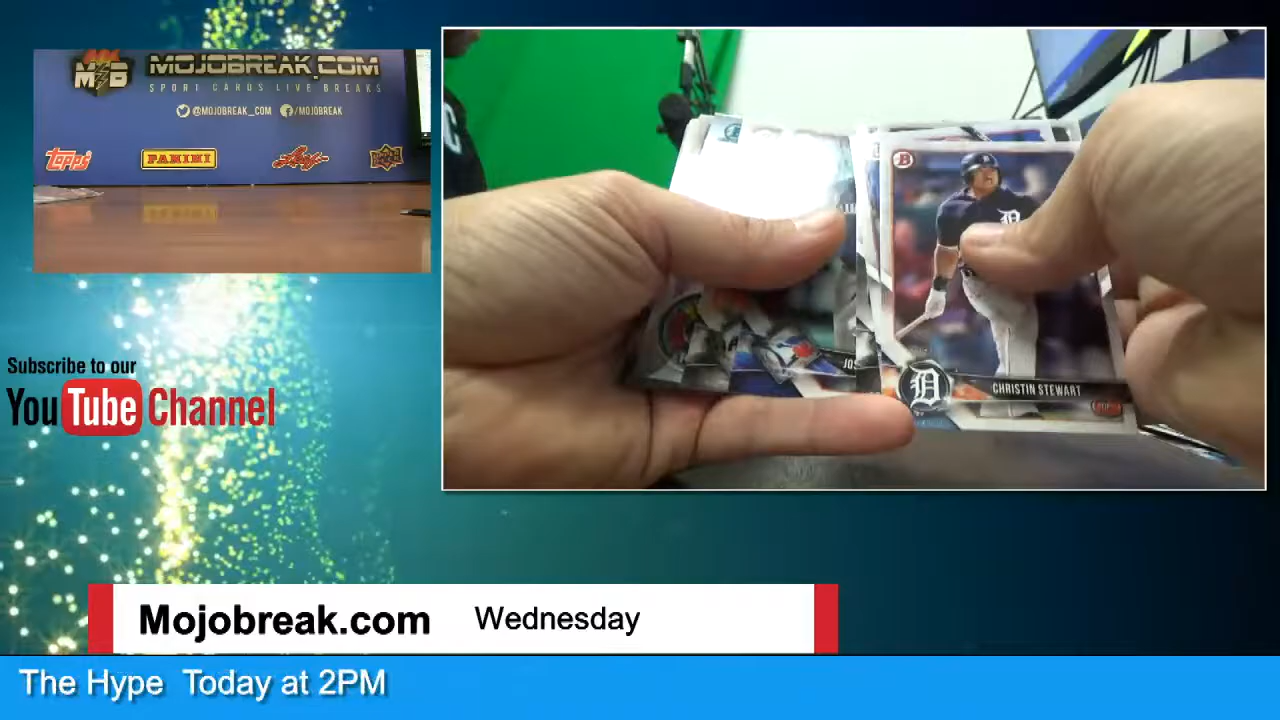 MOJOBREAK.COM
SPORT CARDS LIVE BREAKS
@MOJOBREAK_COM /MOJOBREAK
TOPPS PANINI Leaf
Subscribe to our
YouTube Channel
CHRISTIN STEWART
Mojobreak.com Wednesday
The Hype Today at 2PM